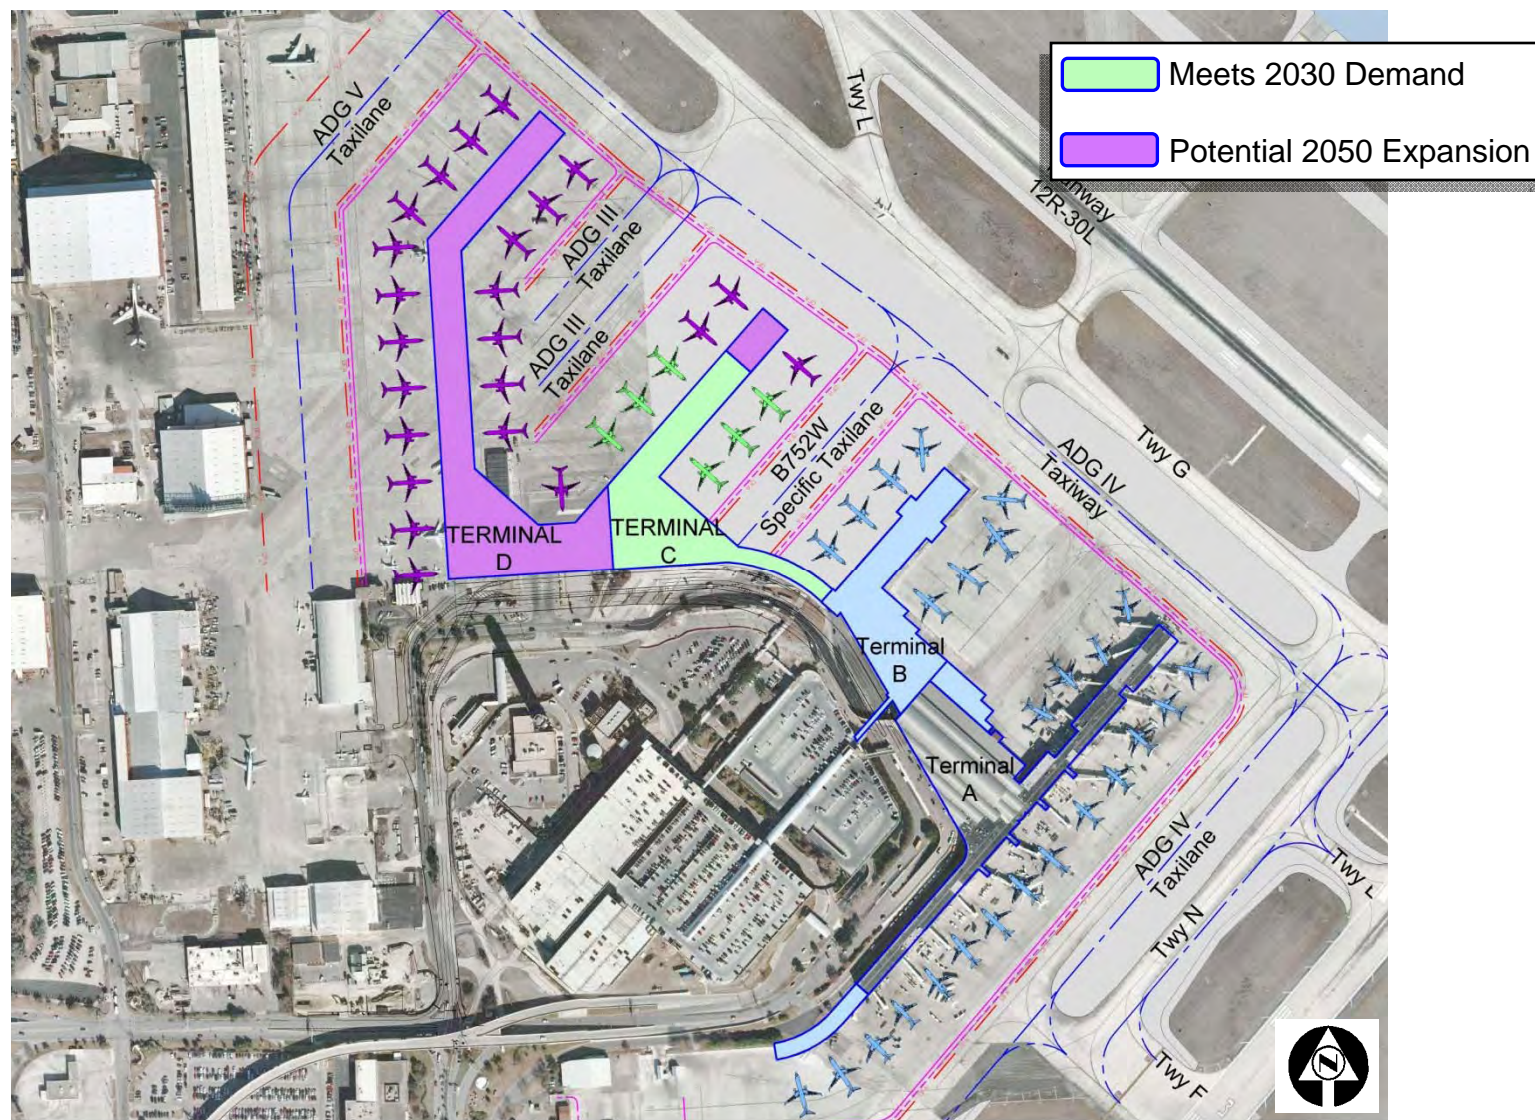 Meets 2030 Demand
Potential 2050 Expansion
ADG V
Taxilane
Twy L
12R-30L
ADG III
Taxilane
ADG III
Taxilane
B752W
Specific Taxilane
ADG IV
Taxiway
Twy G
TERMINAL
D
TERMINAL
C
Terminal
B
Terminal
A
ADG IV
Taxilane
Twy N
Twy L
Twy F
N